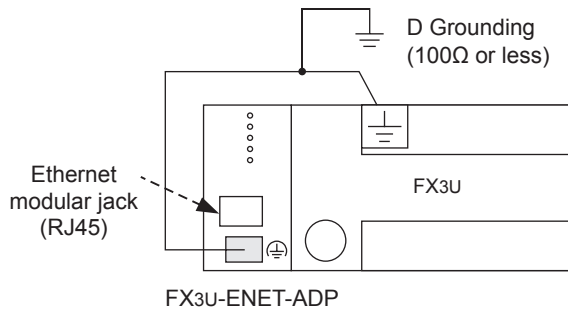 D Grounding
(100Ω or less)
Ethernet
modular jack
(RJ45)
FX3U
FX3U-ENET-ADP